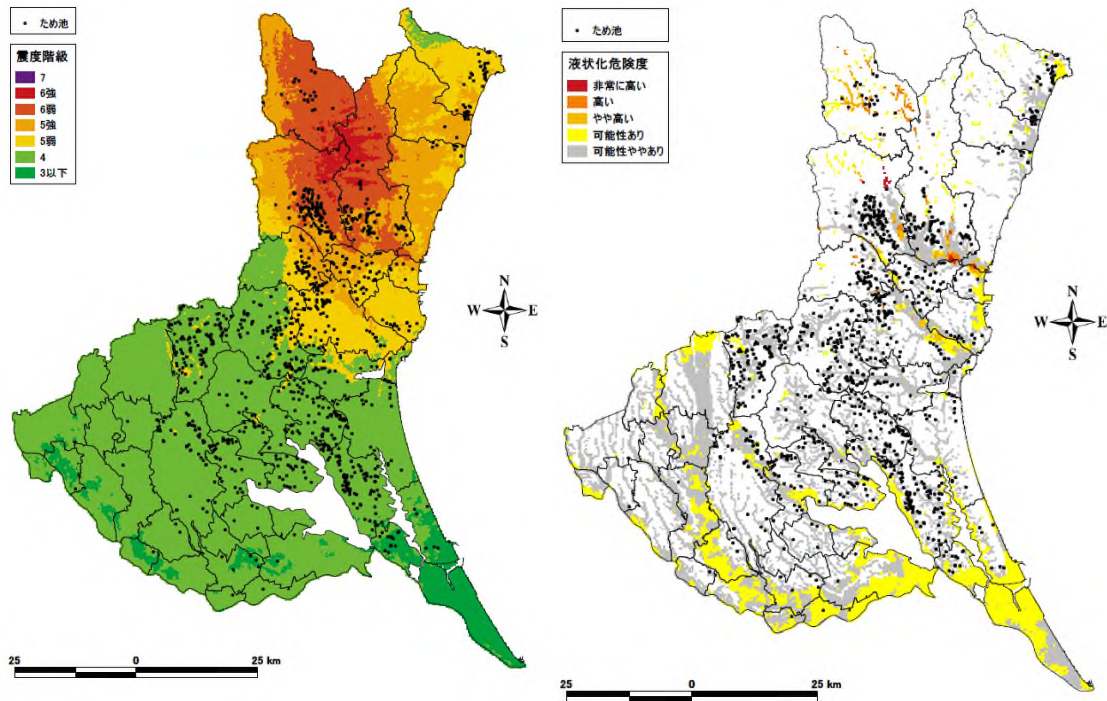 ・ ため池
震度階級
7
6強
6弱
5強
5弱
4
3以下
N
W E
S
25 0 25 km
・ ため池
液状化危険度
非常に高い
高い
やや高い
可能性あり
可能性ややあり
N
W E
S
25 0 25 km